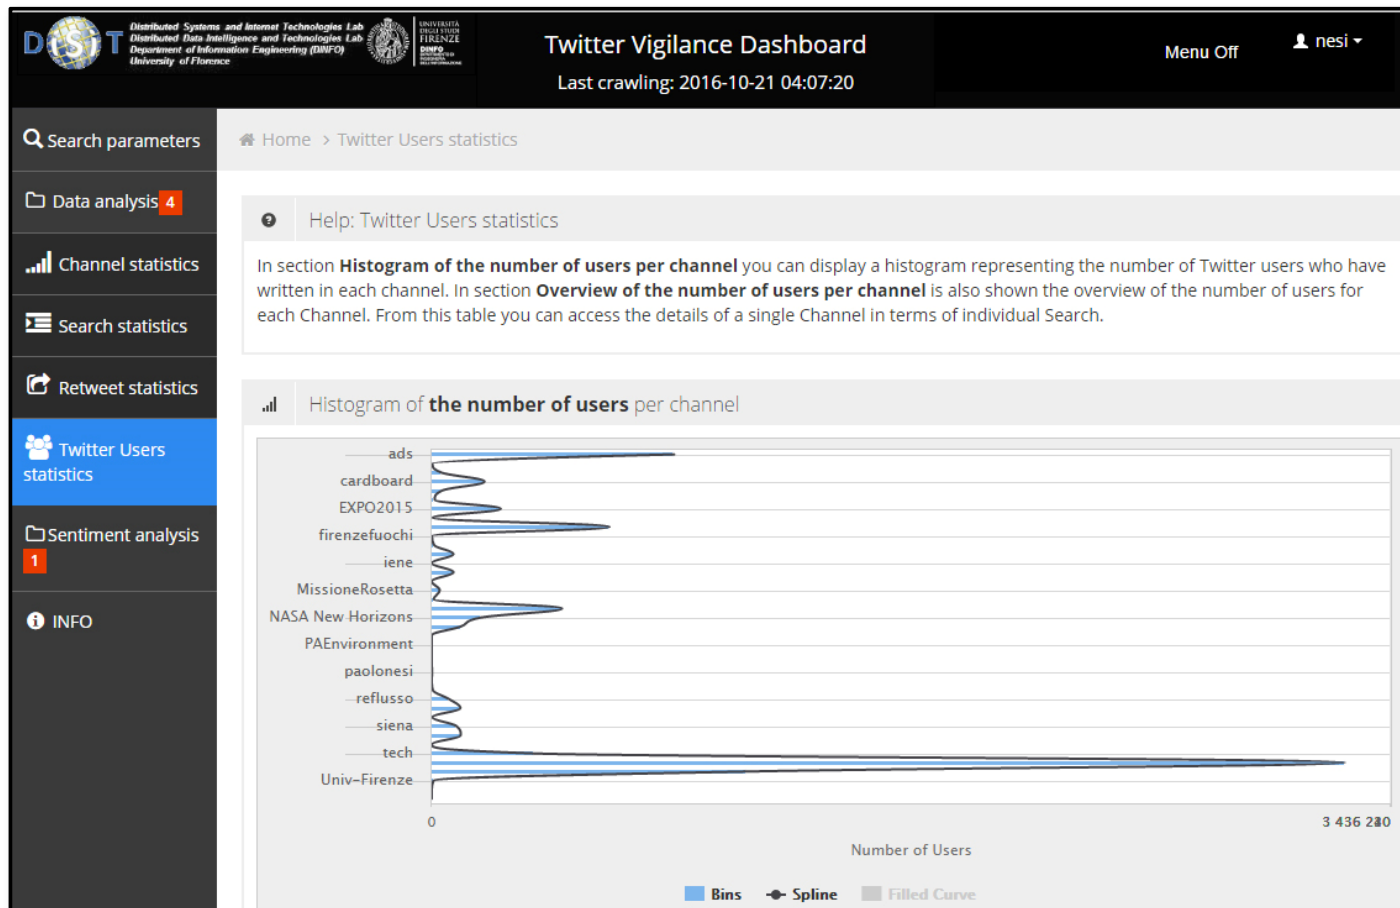 DISIT
Distributed Systems and Internet Technologies Lab
Distributed Data Intelligence and Technologies Lab
Department of Information Engineering (DINFO)
University of Florence
UNIVERSITÀ
DEGLI STUDI
FIRENZE
DINFO
Twitter Vigilance Dashboard
Last crawling: 2016-10-21 04:07:20
Menu Off
nesi
Search parameters
Data analysis 4
Channel statistics
Search statistics
Retweet statistics
Twitter Users
statistics
Sentiment analysis
1
INFO
Home > Twitter Users statistics
Help: Twitter Users statistics
In section Histogram of the number of users per channel you can display a histogram representing the number of Twitter users who have
written in each channel. In section Overview of the number of users per channel is also shown the overview of the number of users for
each Channel. From this table you can access the details of a single Channel in terms of individual Search.
Histogram of the number of users per channel
ads
cardboard
EXPO2015
firenzefuochi
iene
MissioneRosetta
NASA New Horizons
PAEnvironment
paolonesi
reflusso
siena
tech
Univ-Firenze
0
3 436
Number of Users
Bins
Spline
Filled Curve